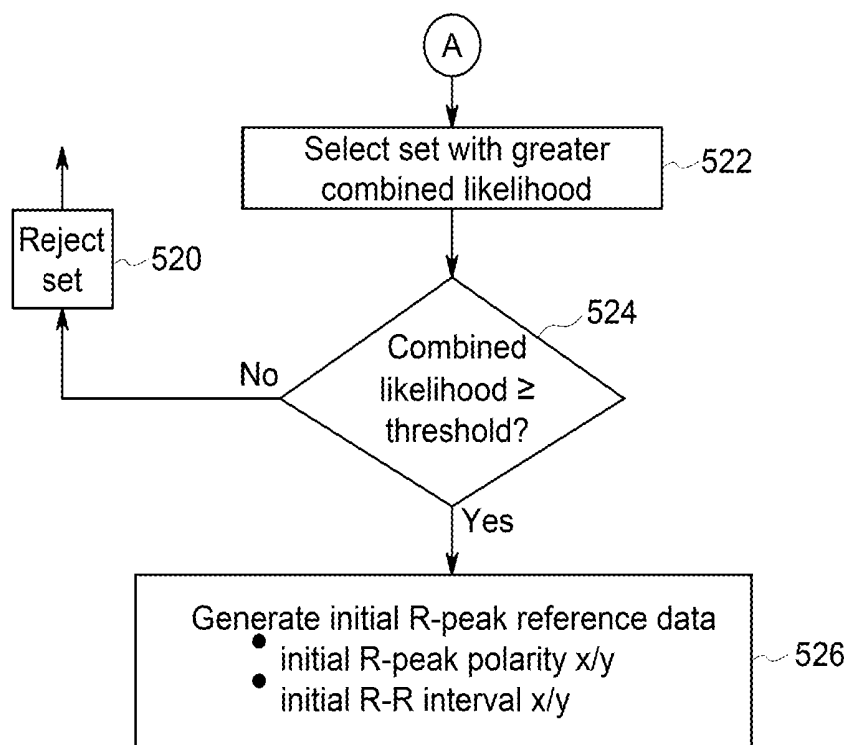 A
Select set with greater
combined likelihood
522
Reject
set
520
524
Combined
likelihood ≥
threshold?
No
Yes
Generate initial R-peak reference data
• initial R-peak polarity x/y
• initial R-R interval x/y
526